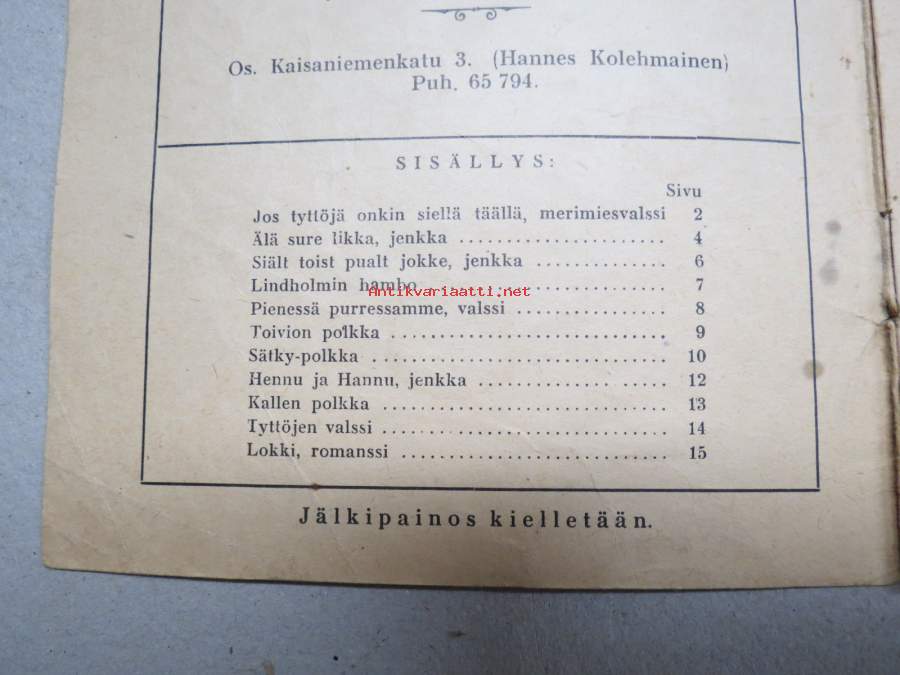 Os. Kaisaniemenkatu 3. (Hannes Kolehmainen)
Puh. 65 794.
SISÄLLYS:
Sivu
Jos tyttöjä onkin siellä täällä, merimiesvalssi 2
Älä sure likka, jenkka ........................ 4
Siält toist pualt jokke, jenkka ............... 6
Lindholmin hambo ........................ 7
Antikvariaatti.net
Pienessä purressamme, valssi ................. 8
Toivion polkka ................................ 9
Sätky-polkka .................................. 10
Hennu ja Hannu, jenkka ..................... 12
Kallen polkka ................................. 13
Tyttöjen valssi ................................ 14
Lokki, romanssi ............................... 15
Jälkipainos kielletään.